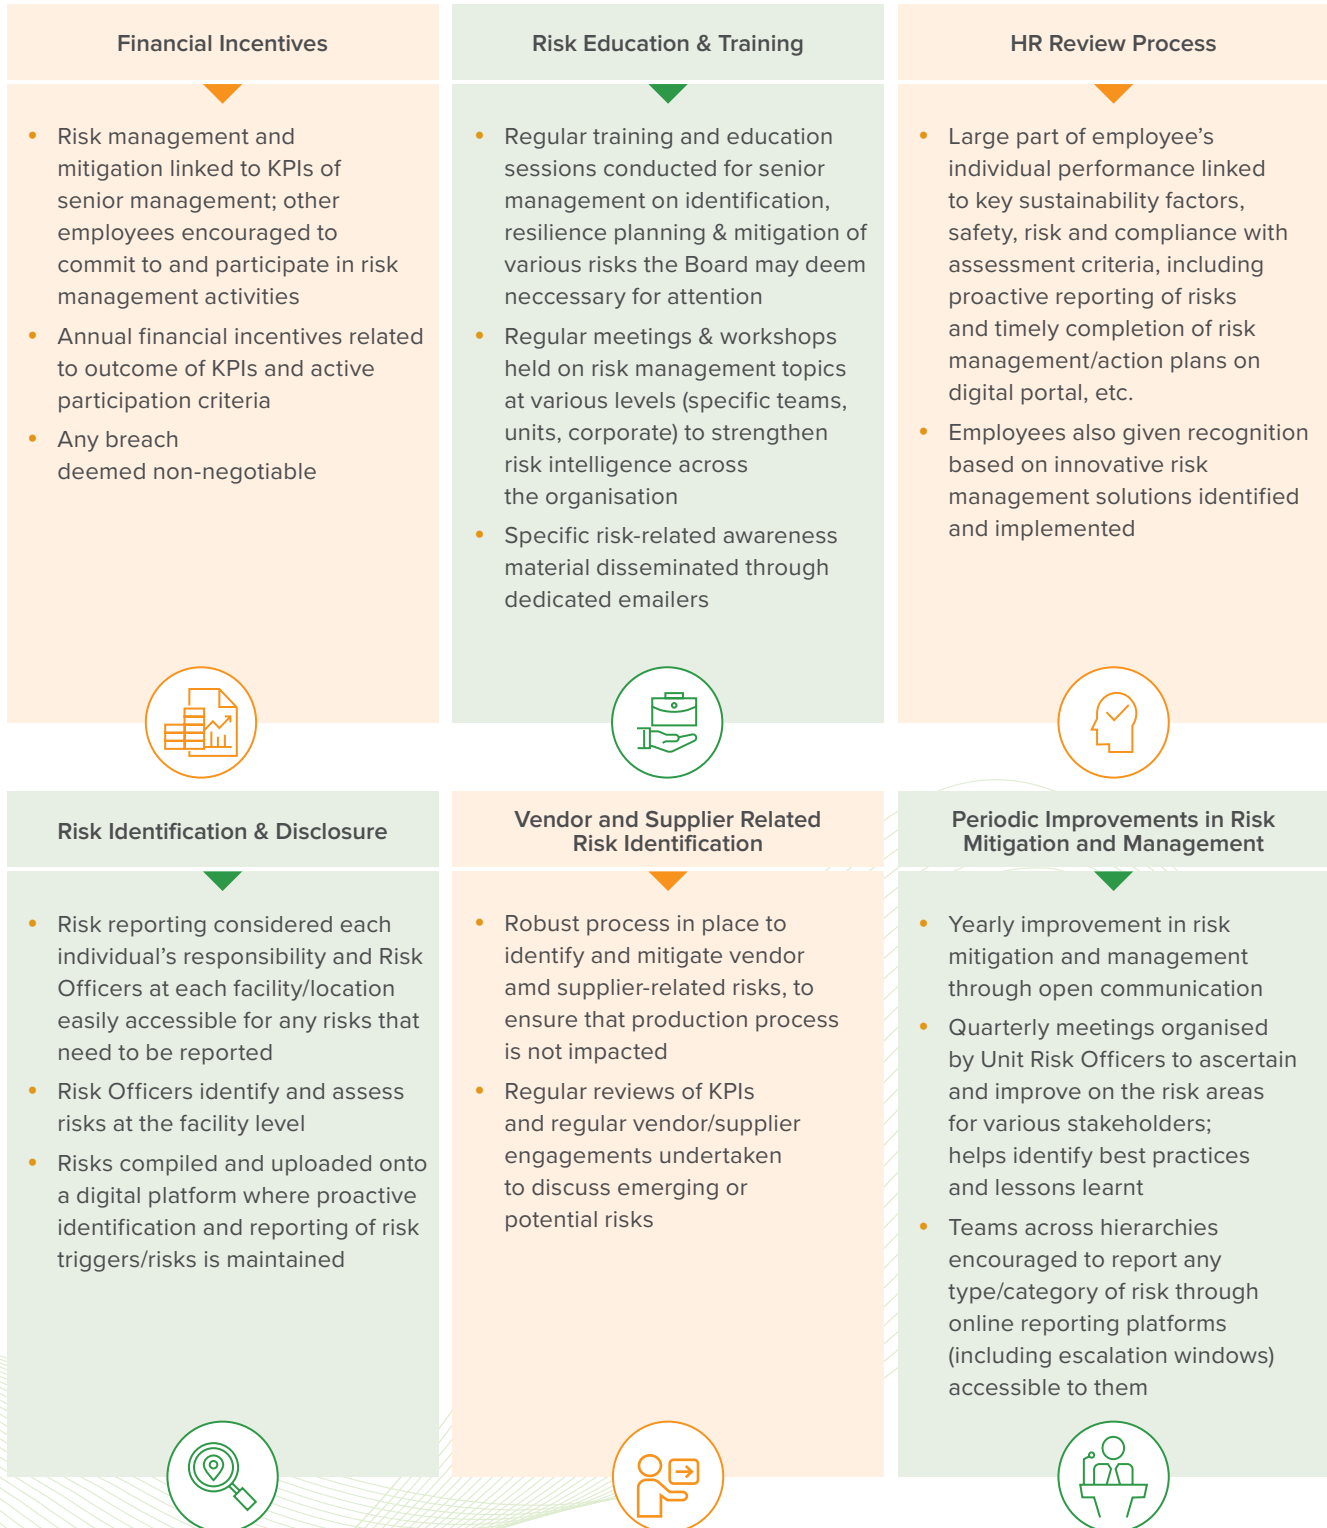 Financial Incentives
• Risk management and
mitigation linked to KPIs of
senior management; other
employees encouraged to
commit to and participate in risk
management activities
• Annual financial incentives related
to outcome of KPIs and active
participation criteria
• Any breach
deemed non-negotiable
Risk Education & Training
• Regular training and education
sessions conducted for senior
management on identification,
resilience planning & mitigation of
various risks the Board may deem
neccessary for attention
• Regular meetings & workshops
held on risk management topics
at various levels (specific teams,
units, corporate) to strengthen
risk intelligence across
the organisation
• Specific risk-related awareness
material disseminated through
dedicated emailers
HR Review Process
• Large part of employee’s
individual performance linked
to key sustainability factors,
safety, risk and compliance with
assessment criteria, including
proactive reporting of risks
and timely completion of risk
management/action plans on
digital portal, etc.
• Employees also given recognition
based on innovative risk
management solutions identified
and implemented
Risk Identification & Disclosure
• Risk reporting considered each
individual’s responsibility and Risk
Officers at each facility/location
easily accessible for any risks that
need to be reported
• Risk Officers identify and assess
risks at the facility level
• Risks compiled and uploaded onto
a digital platform where proactive
identification and reporting of risk
triggers/risks is maintained
Vendor and Supplier Related
Risk Identification
• Robust process in place to
identify and mitigate vendor
amd supplier-related risks, to
ensure that production process
is not impacted
• Regular reviews of KPIs
and regular vendor/supplier
engagements undertaken
to discuss emerging or
potential risks
Periodic Improvements in Risk
Mitigation and Management
• Yearly improvement in risk
mitigation and management
through open communication
• Quarterly meetings organised
by Unit Risk Officers to ascertain
and improve on the risk areas
for various stakeholders;
helps identify best practices
and lessons learnt
• Teams across hierarchies
encouraged to report any
type/category of risk through
online reporting platforms
(including escalation windows)
accessible to them